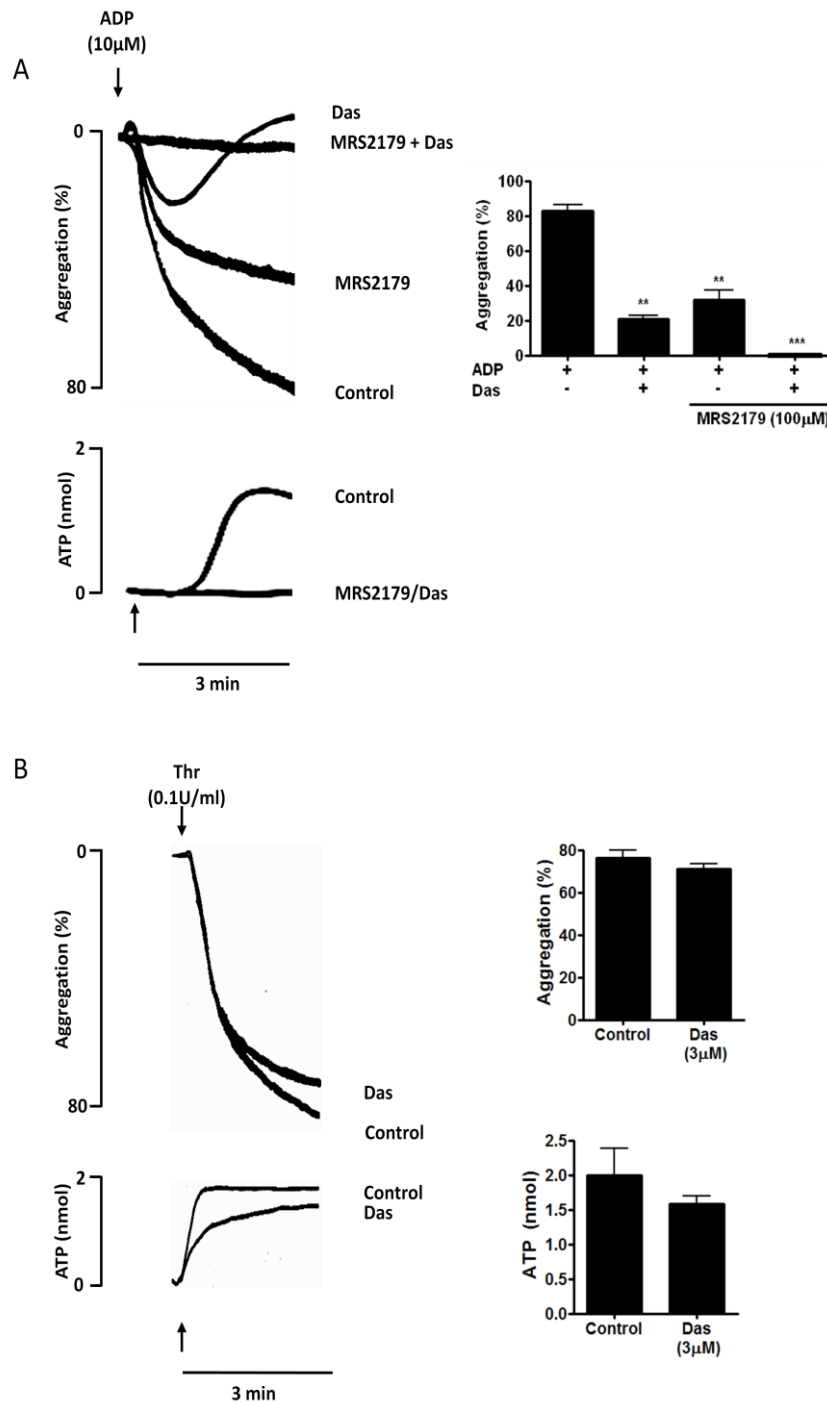 A
ADP
(10µM)
0
Aggregation (%)
80
Das
MRS2179 + Das
MRS2179
Control
2
ATP (nmol)
0
Control
MRS2179/Das
3 min
Aggregation (%)
100
80
60
40
20
0
**
**
***
ADP + + + +
Das - + - +
MRS2179 (100µM)
B
Thr
(0.1U/ml)
0
Aggregation (%)
80
Das
Control
2
ATP (nmol)
0
Control
Das
3 min
Aggregation (%)
80
60
40
20
0
Control Das
(3µM)
ATP (nmol)
2.5
2.0
1.5
1.0
0.5
0.0
Control Das
(3µM)